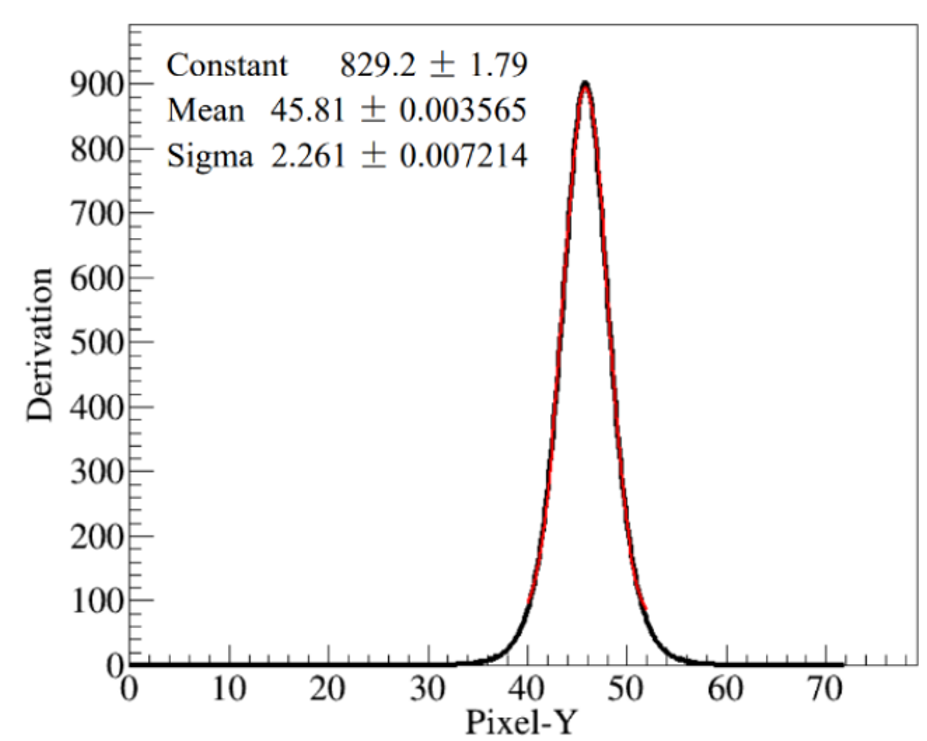 Constant 829.2 ± 1.79
Mean 45.81 ± 0.003565
Sigma 2.261 ± 0.007214
900
800
700
600
500
400
300
200
100
0
Derivation
0 10 20 30 40 50 60 70
Pixel-Y